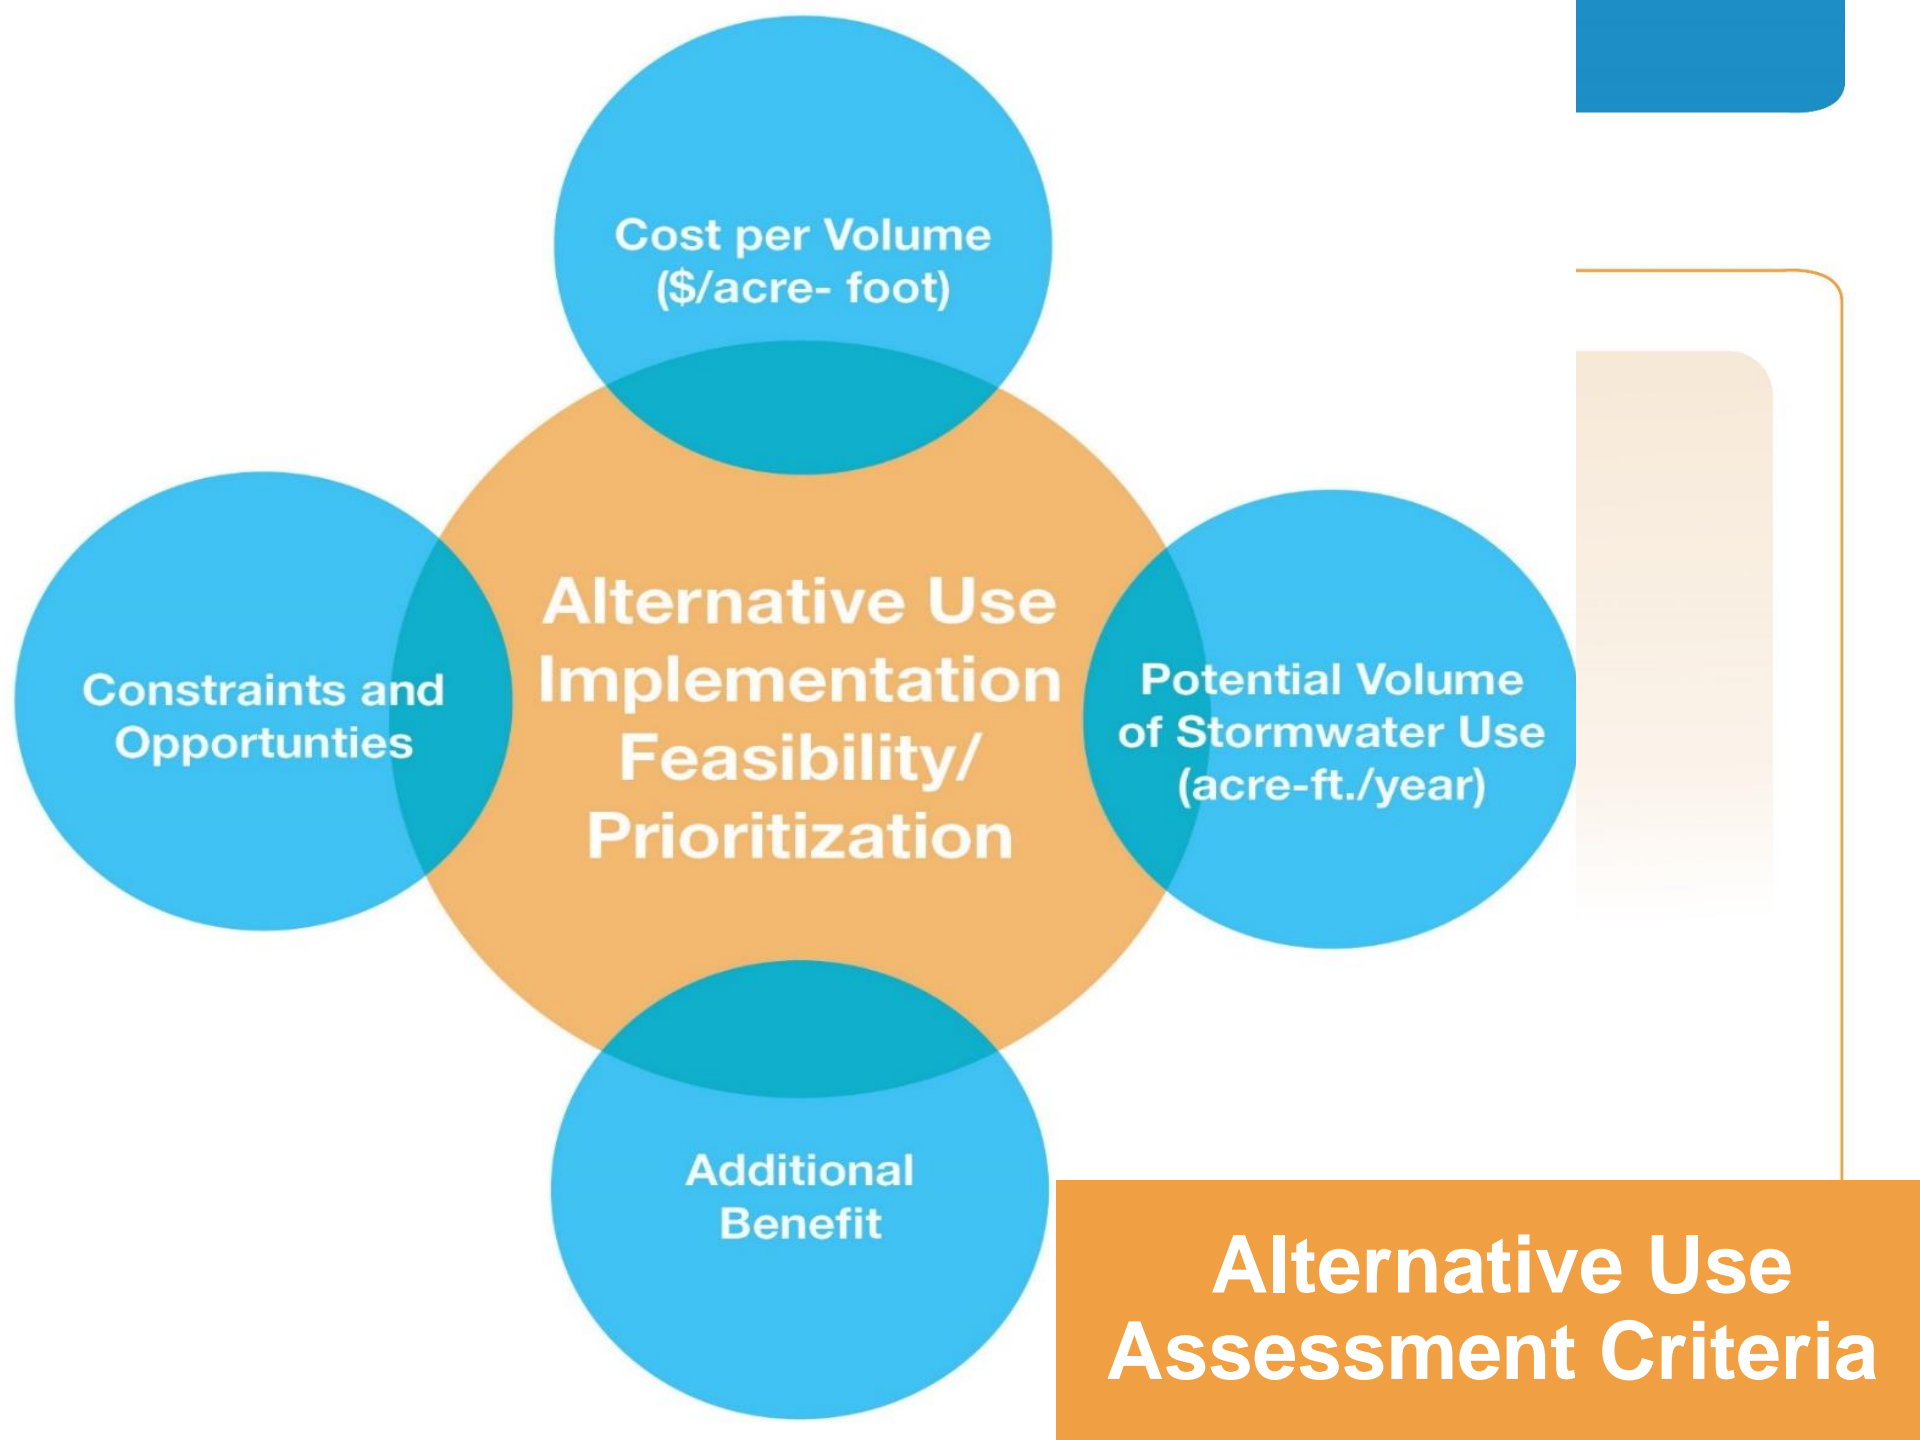 Cost per Volume
($/acre- foot)
Alternative Use
Implementation
Feasibility/
Prioritization
Constraints and
Opportunties
Potential Volume
of Stormwater Use
(acre-ft./year)
Additional
Benefit
Alternative Use
Assessment Criteria